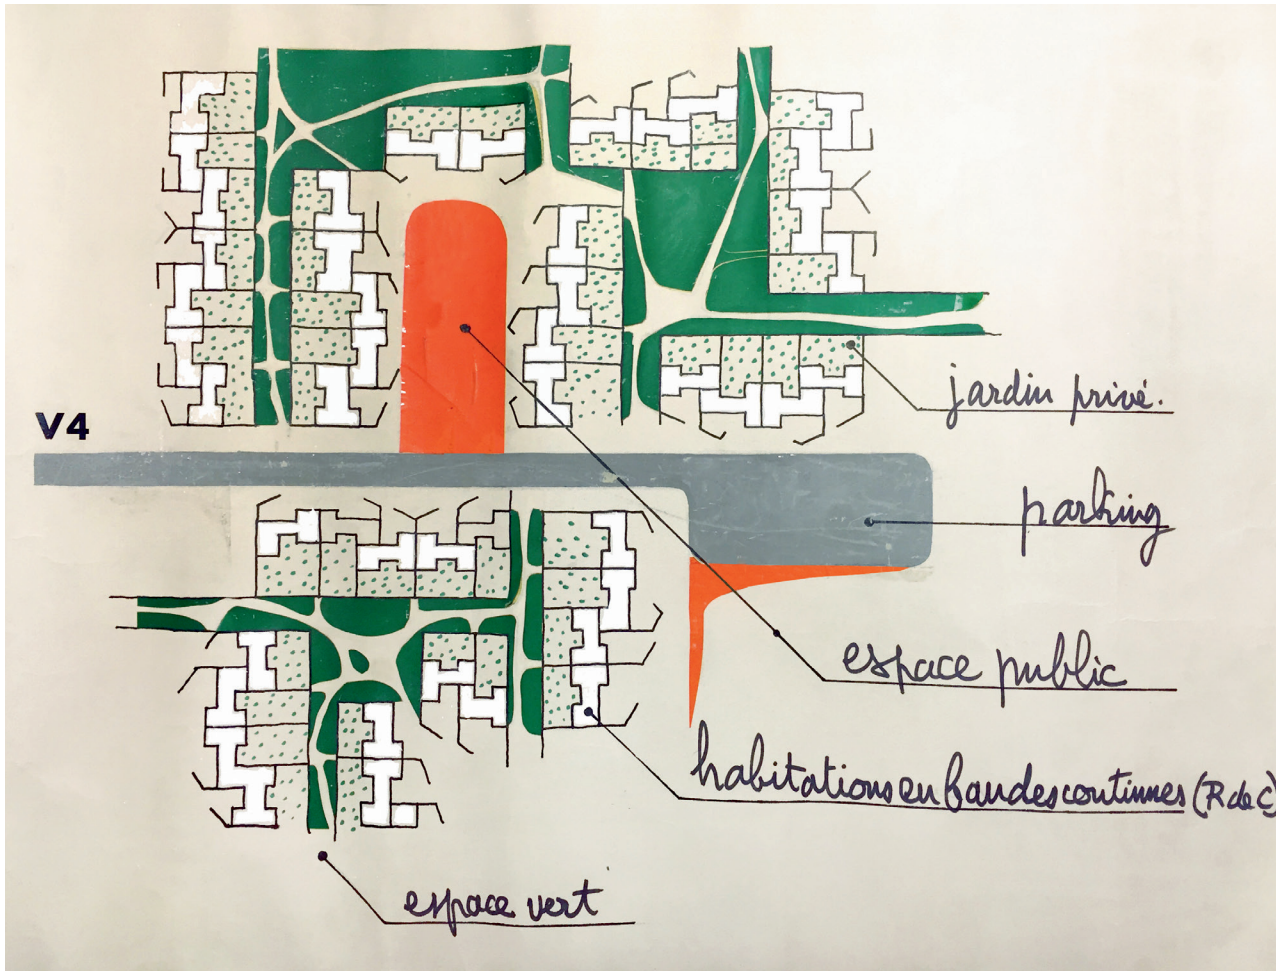 V4
jardin privé.
parking
espace public
habitations en bandes continues (R de C)
espace vert